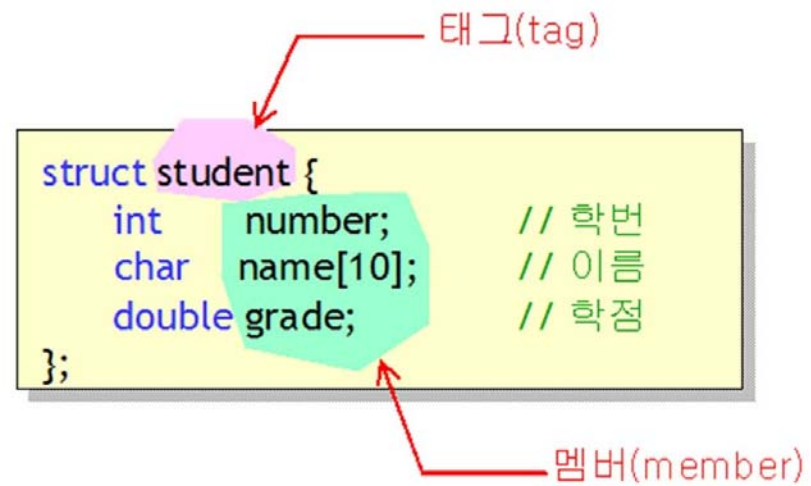 태그(tag)
struct student {
int number; // 학번
char name[10]; // 이름
double grade; // 학점
};
멤버(member)